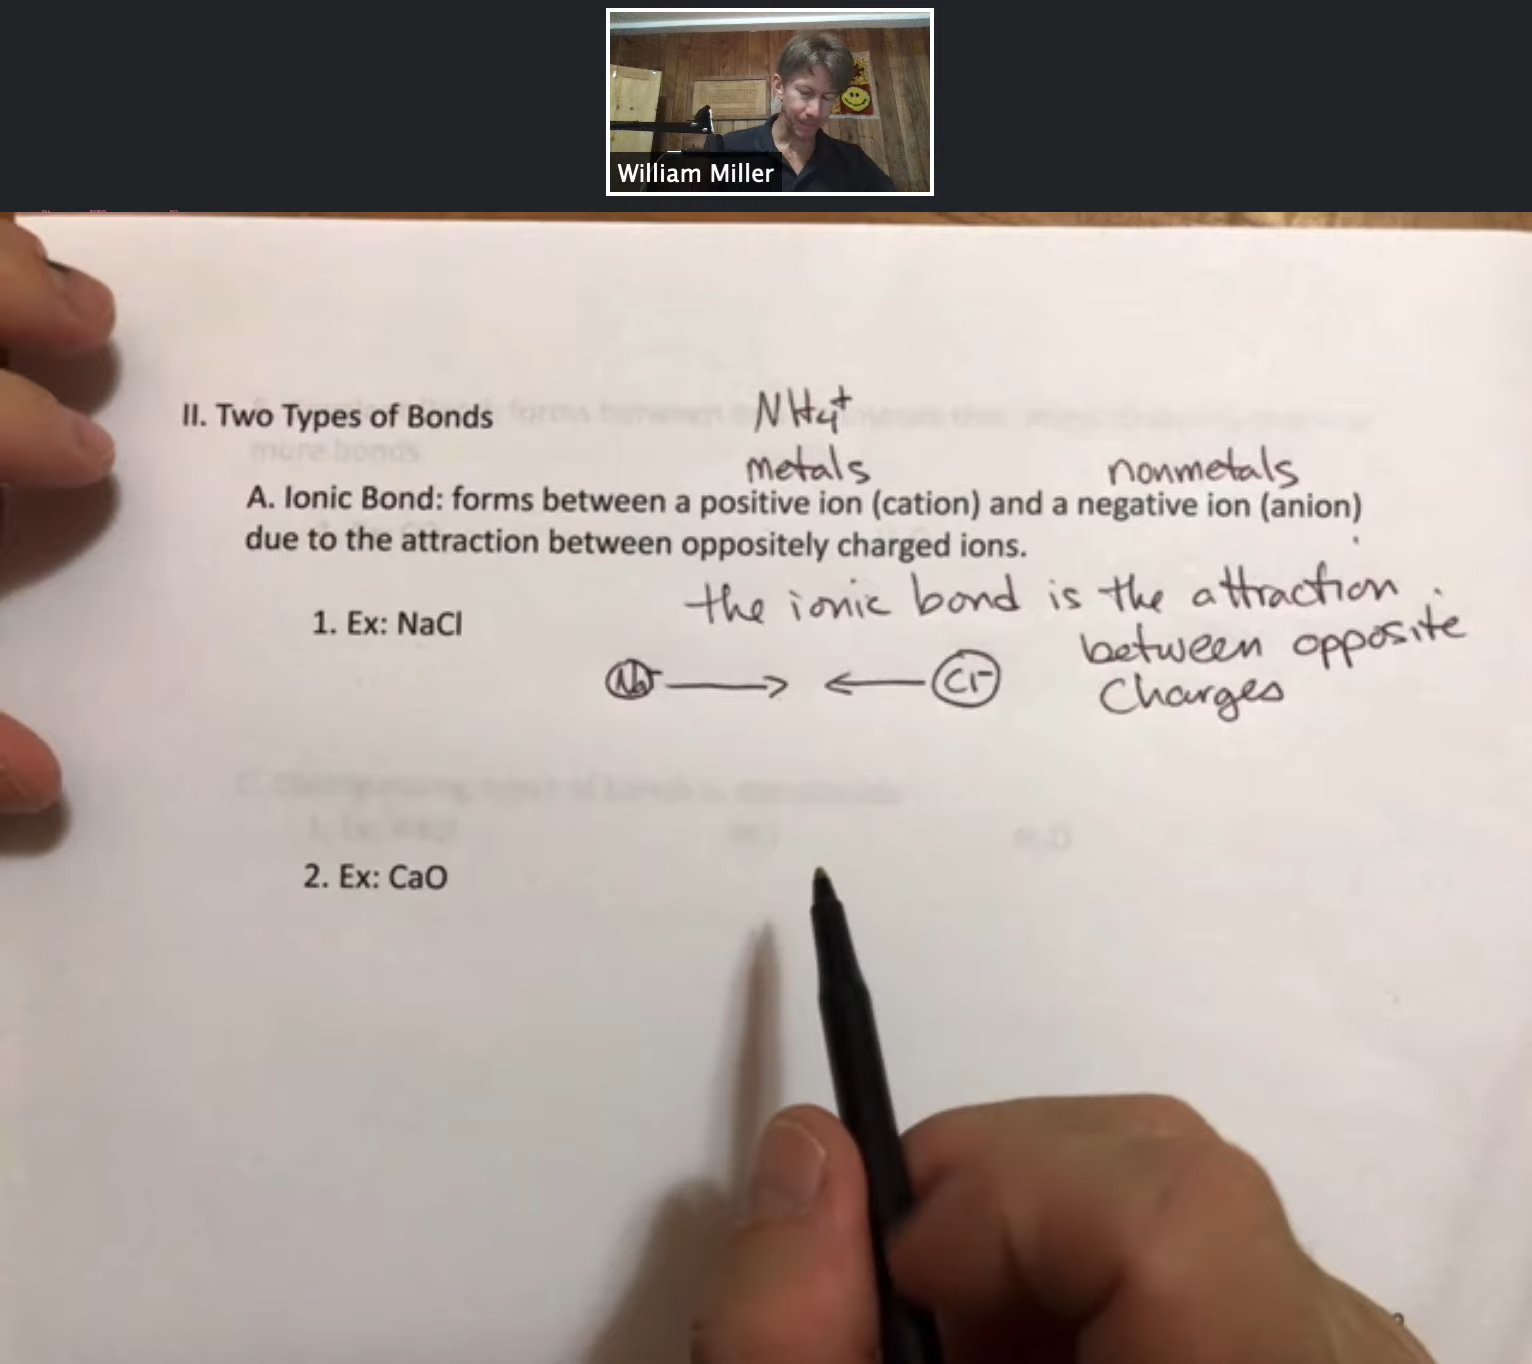 William Miller
II. Two Types of Bonds
NH4+
metals
nonmetals
A. Ionic Bond: forms between a positive ion (cation) and a negative ion (anion)
due to the attraction between oppositely charged ions.
the ionic bond is the attraction
1. Ex: NaCl
between opposite
Na+ Cl-
Charges
2. Ex: CaO